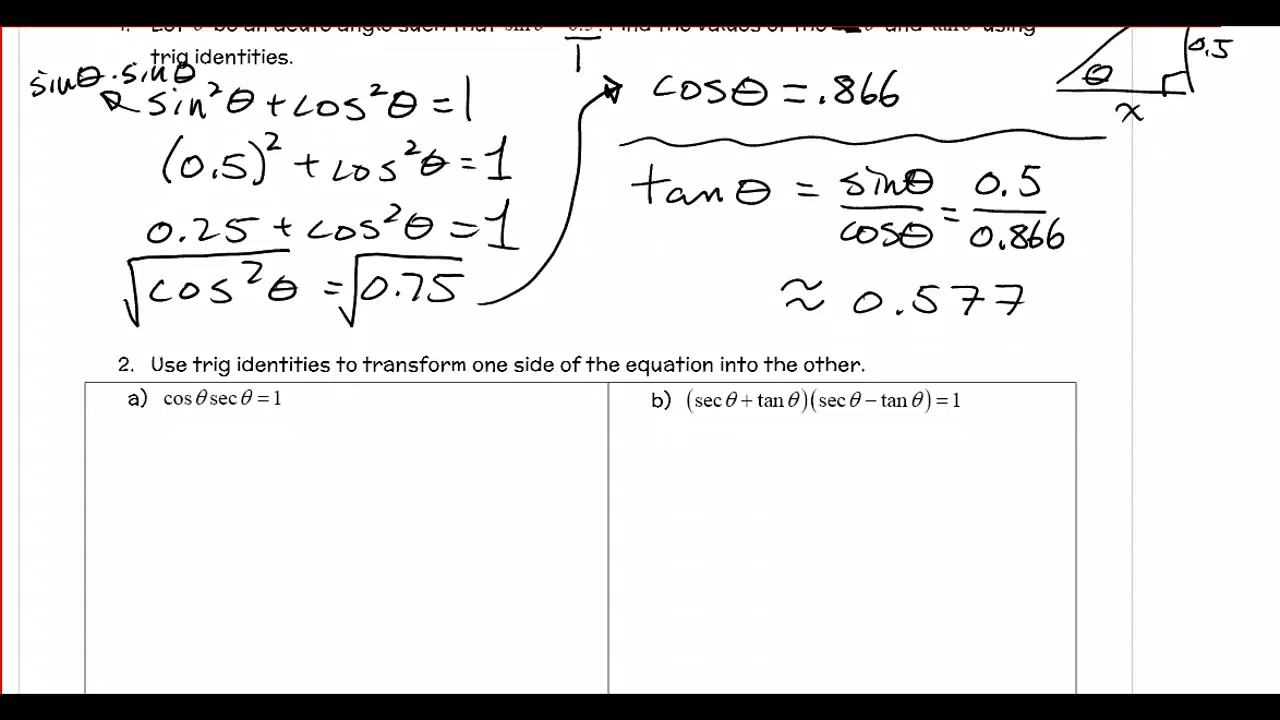 trig identities.
sinθ·sinθ
sin²θ + cos²θ = 1
(0.5)² + cos²θ = 1
0.25 + cos²θ = 1
√cos²θ = √0.75
1
cosθ = .866
0.5
θ
x
tan θ = sinθ/cosθ = 0.5/0.866
≈ 0.577
2. Use trig identities to transform one side of the equation into the other.
a) cos θ sec θ = 1
b) (sec θ + tan θ)(sec θ − tan θ) = 1